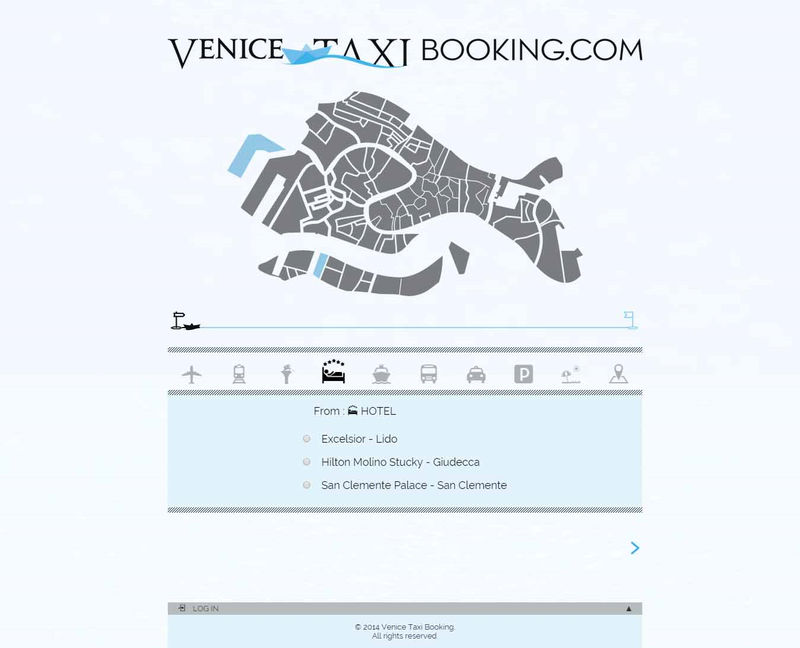 VENICE TAXI BOOKING.COM
P
From : HOTEL
Excelsior - Lido
Hilton Molino Stucky - Giudecca
San Clemente Palace - San Clemente
LOG IN
© 2014 Venice Taxi Booking.
All rights reserved.